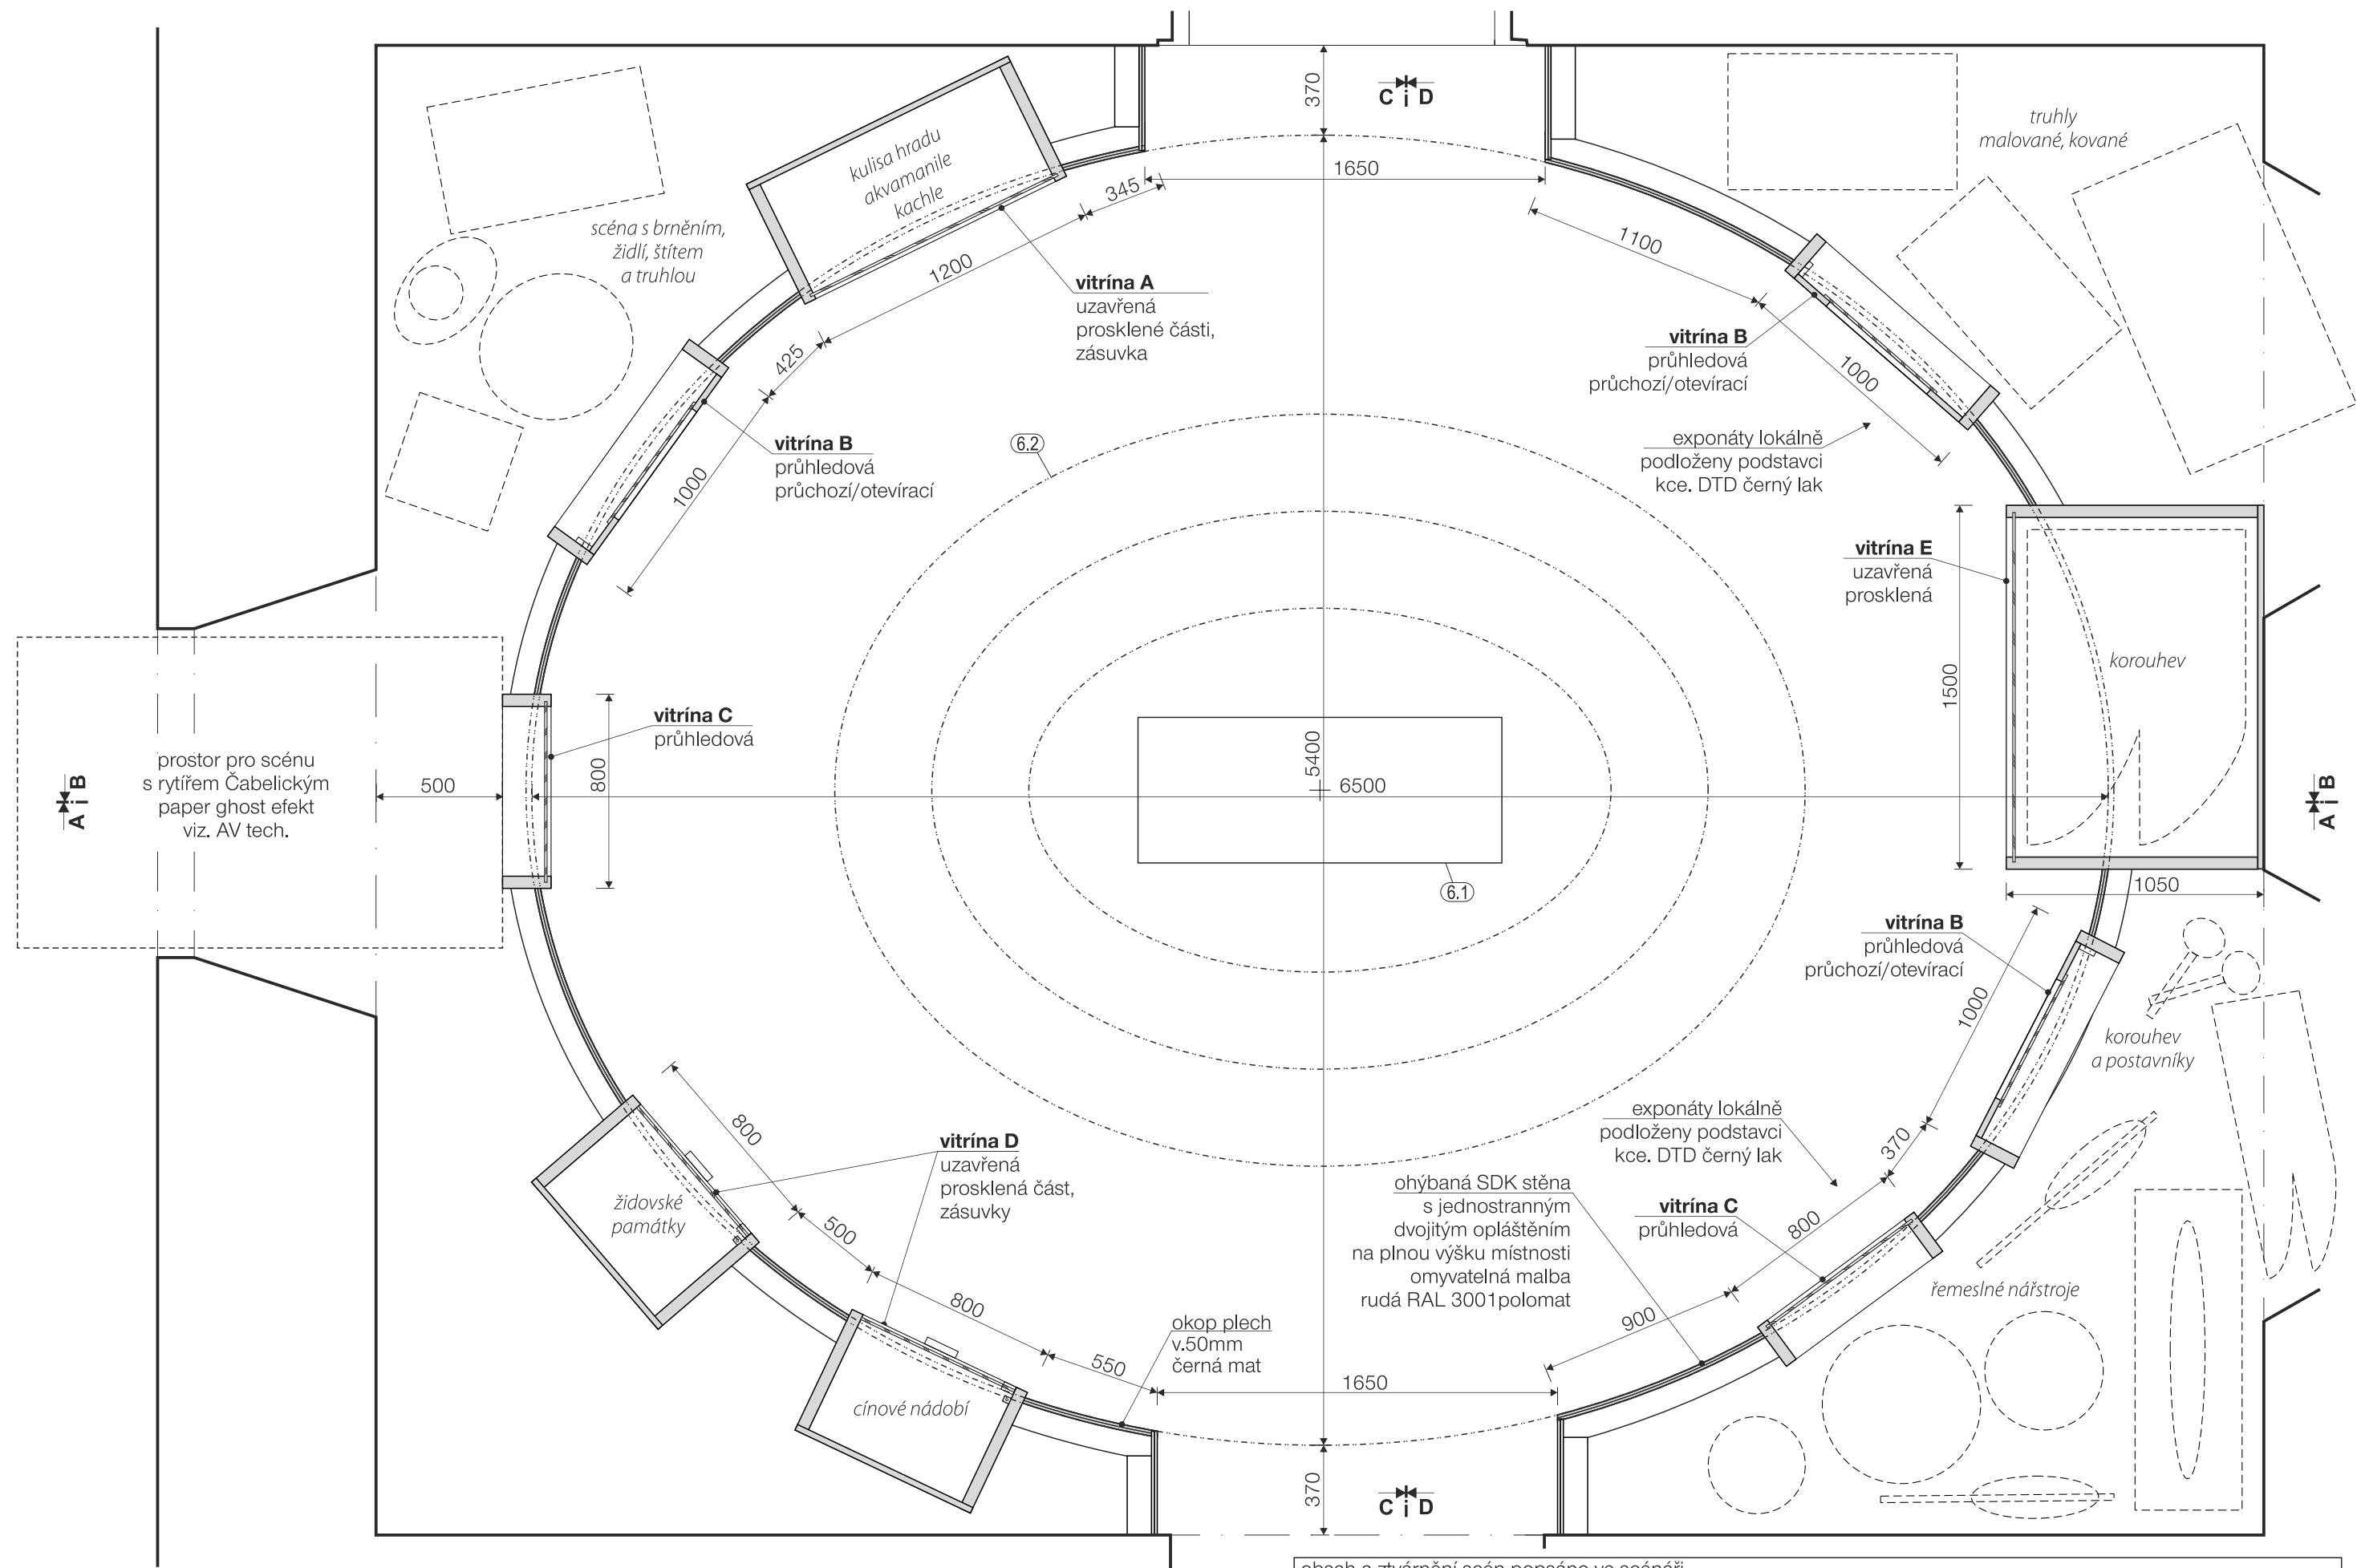 370
C i D
truhly
malované, kované
kulisa hradu
akvamanile
kachle
1650
345
scéna s brněním,
židlí, štítem
a truhlou
1200
1100
vitrína A
uzavřená
prosklené části,
zásuvka
vitrína B
průhledová
průchozí/otevírací
1000
425
vitrína B
průhledová
průchozí/otevírací
1000
6.2
exponáty lokálně
podloženy podstavci
kce. DTD černý lak
vitrína E
uzavřená
prosklená
korouhev
1500
vitrína C
průhledová
800
prostor pro scénu
s rytířem Čabelickým
paper ghost efekt
viz. AV tech.
A i B
500
5400
6500
A i B
6.1
1050
vitrína B
průhledová
průchozí/otevírací
1000
korouhev
a postavníky
exponáty lokálně
podloženy podstavci
kce. DTD černý lak
370
800
vitrína D
uzavřená
prosklená část,
zásuvky
židovské
památky
500
ohýbaná SDK stěna
s jednostranným
dvojitým opláštěním
na plnou výšku místnosti
omyvatelná malba
rudá RAL 3001polomat
vitrína C
průhledová
800
řemeslné nářstroje
800
okop plech
v.50mm
černá mat
900
550
1650
cínové nádobí
370
C i D
obsah a ztvárnění scén popsáno ve scénáři